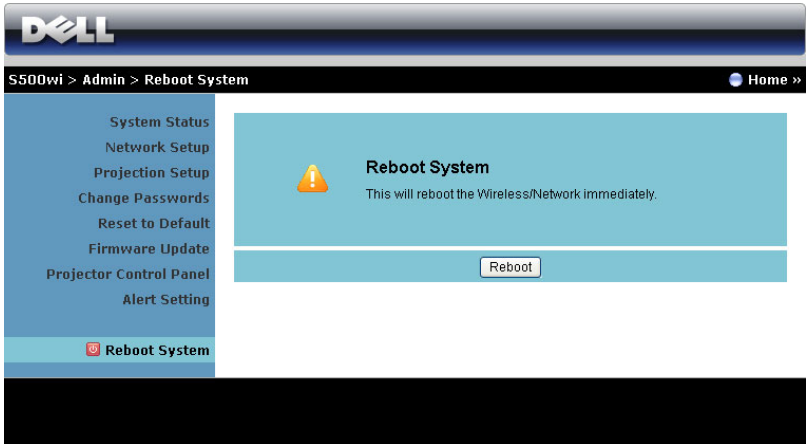 DELL
S500wi > Admin > Reboot System
Home »
System Status
Network Setup
Projection Setup
Change Passwords
Reset to Default
Firmware Update
Projector Control Panel
Alert Setting
Reboot System
Reboot System
This will reboot the Wireless/Network immediately.
Reboot